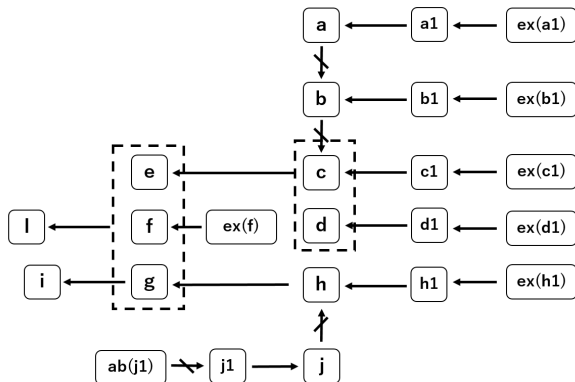 a a1 ex(a1)
b b1 ex(b1)
e c c1 ex(c1)
l f ex(f) d d1 ex(d1)
i g h h1 ex(h1)
ab(j1) j1 j